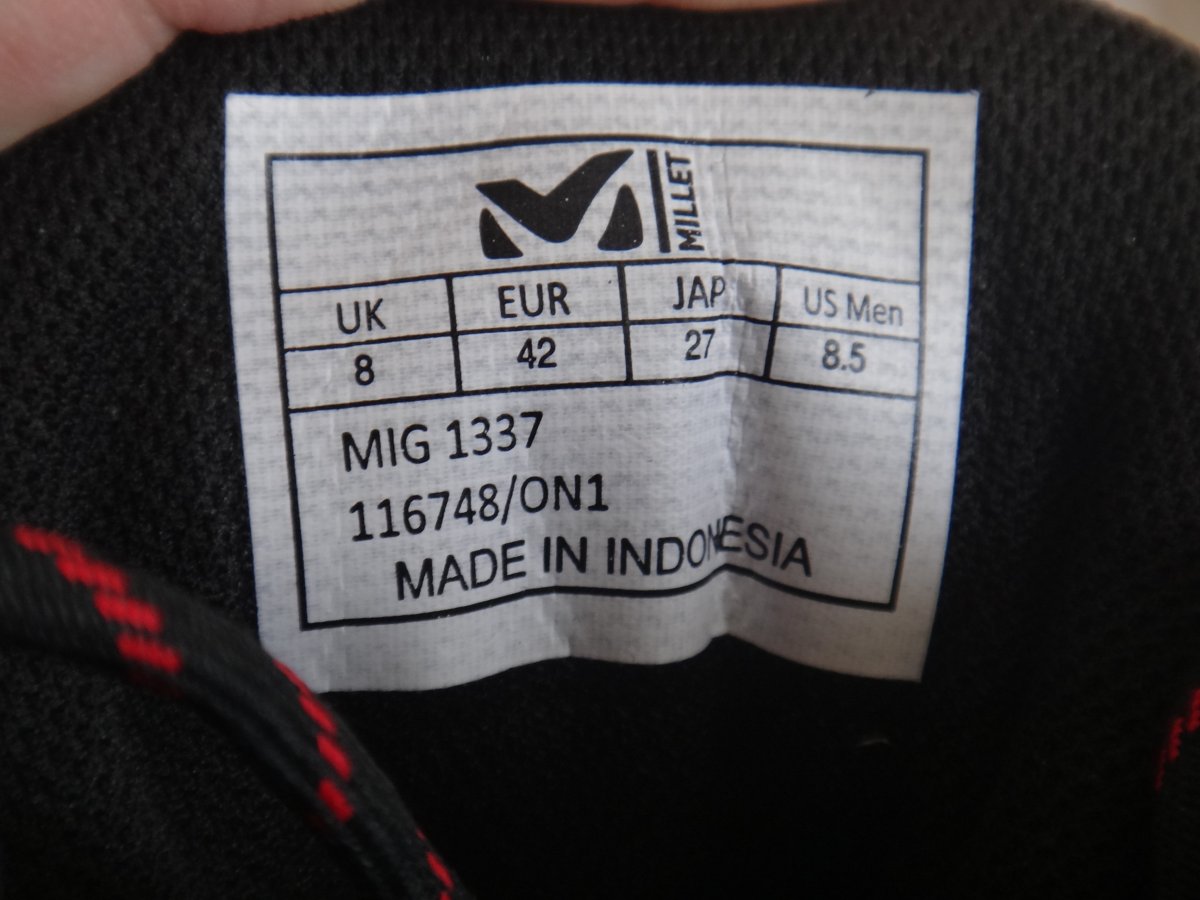 MILLET
UK EUR JAP US Men
8 42 27 8.5
MIG 1337
116748/ON1
MADE IN INDONESIA